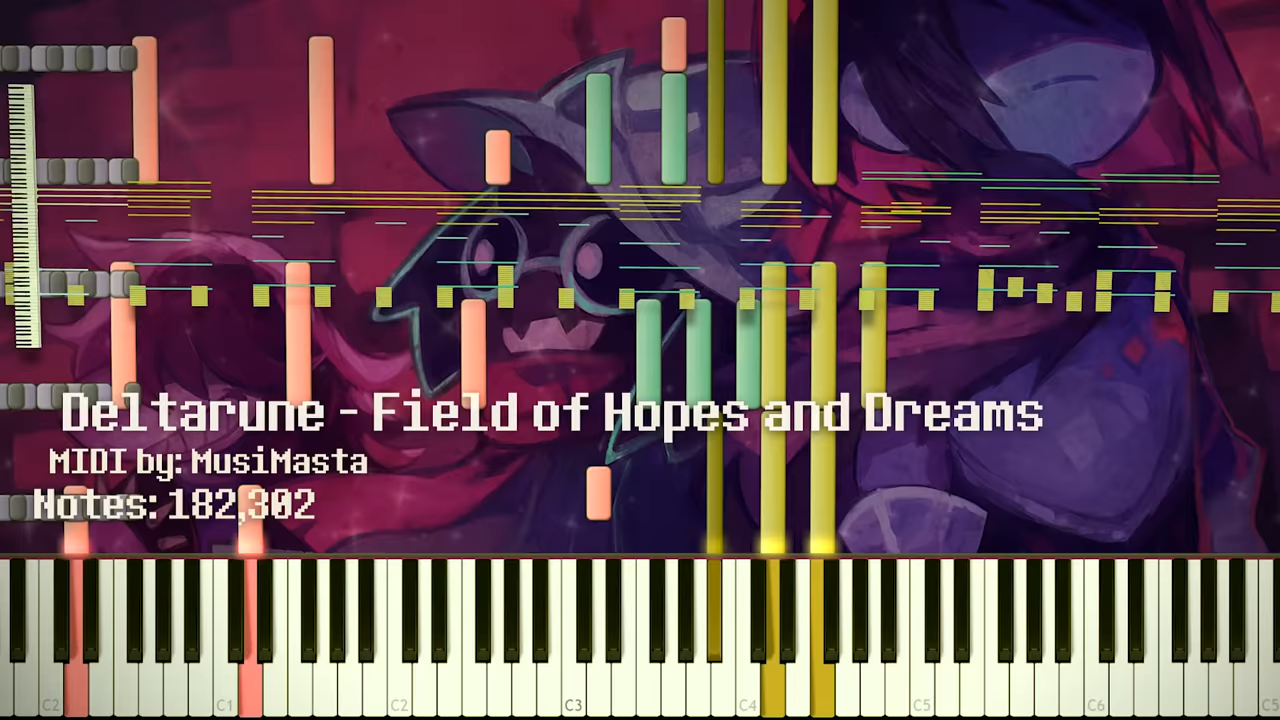 Deltarune - Field of Hopes and Dreams
MIDI by: MusiMasta
Notes: 182,302
C2 C1 C2 C3 C4 C5 C6 C5